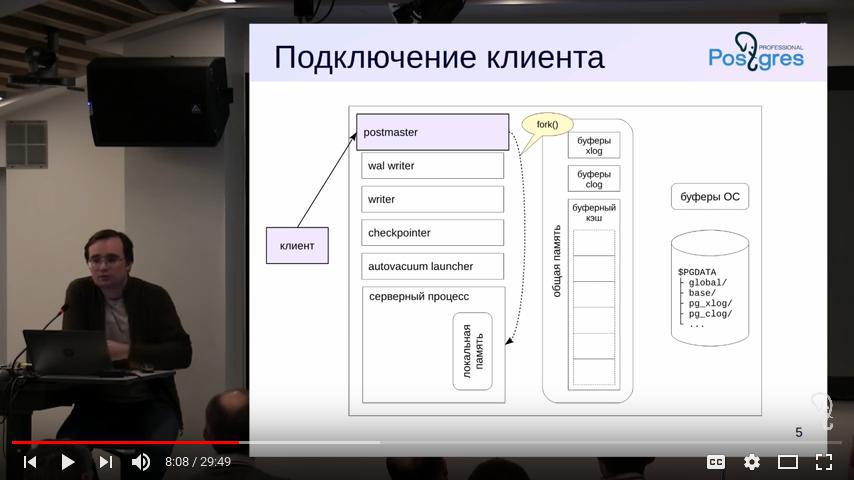 Подключение клиента
PROFESSIONAL
Postgres
postmaster
fork()
wal writer
writer
checkpointer
autovacuum launcher
клиент
серверный процесс
локальная
память
общая память
буферы
xlog
буферы
clog
буферный
кэш
буферы ОС
$PGDATA
global/
base/
pg_xlog/
pg_clog/
...
5
8:08 / 29:49
CC